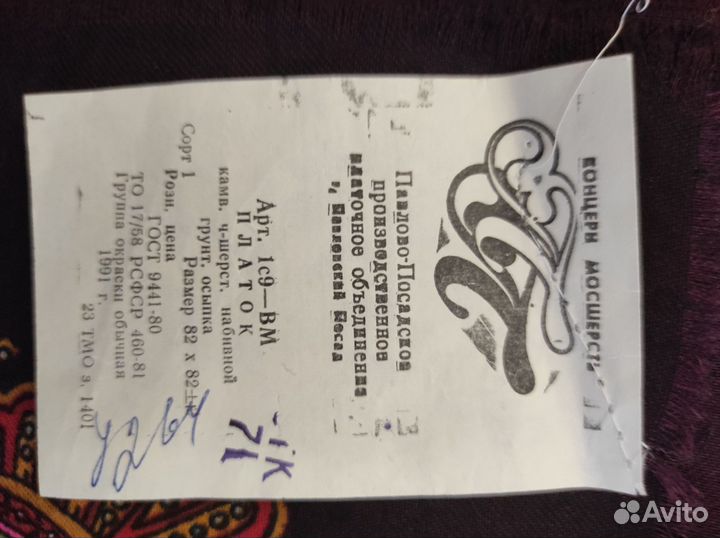 КОНЦЕРН МОСШЕРСТЬ
Павлово-Посадское
производственное
платочное объединение
г. Павловский Посад
Арт. 1с9—ВМ
ПЛАТОК
камв. ч-шерст. набивной
грунт, осыпка
Размер 82 х 82
Сорт 1
Розн. цена
ГОСТ 9441-80
ТО 17/58 РСФСР 460-81
Группа окраски обычная
1991 г.
23 ТМО з. 1401
71
Avito